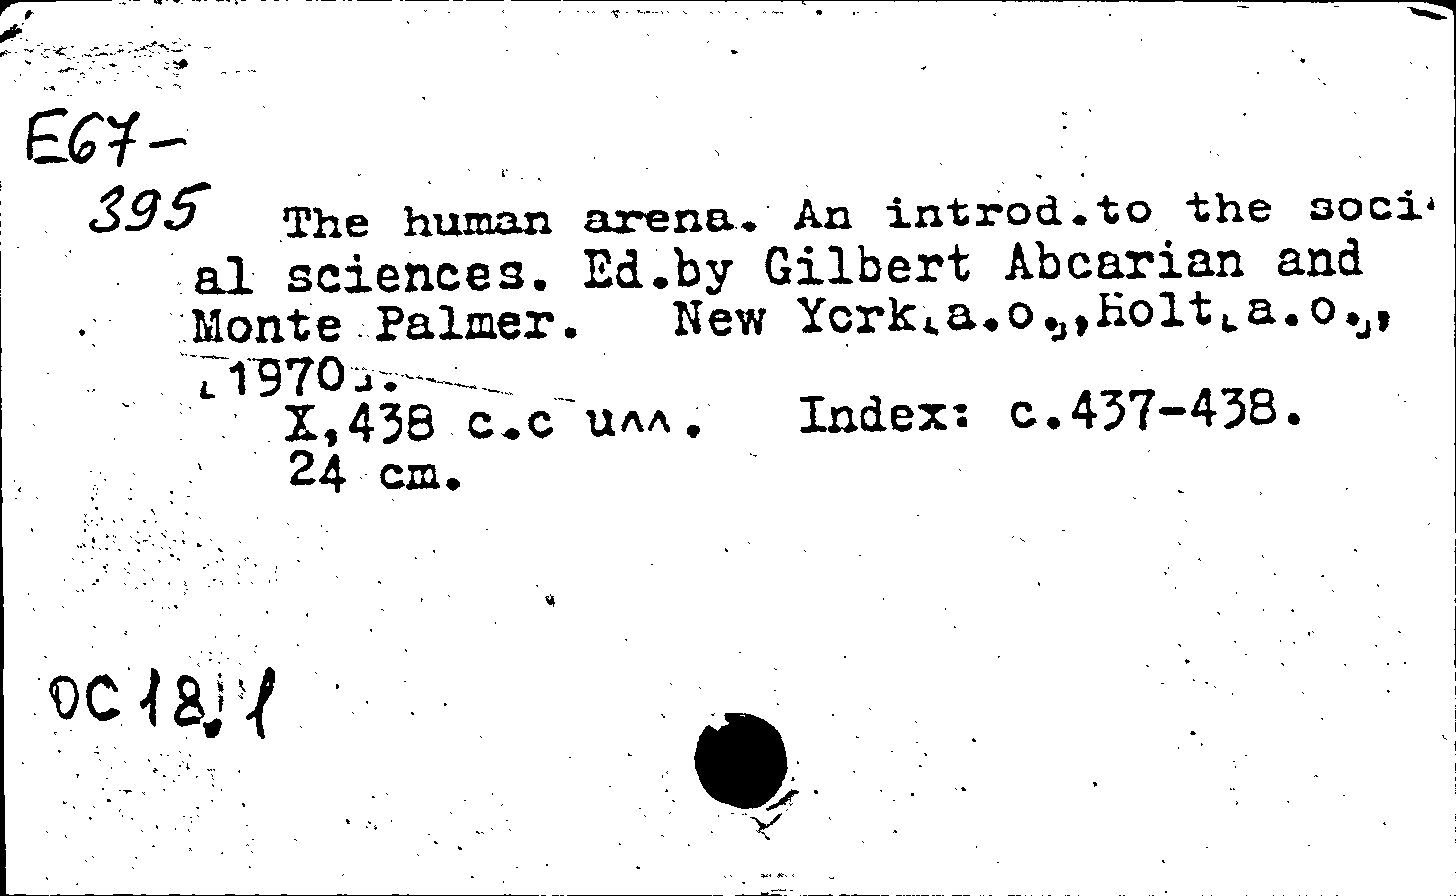 E67-
395 The human arena. An introd.to the soci-
al sciences. Ed.by Gilbert Abcarian and
Monte Palmer. New York[a.o.],Holt[a.o.],
[1970].
X,438 c.c ил. Index: c.437-438.
24 cm.
OC 18.1